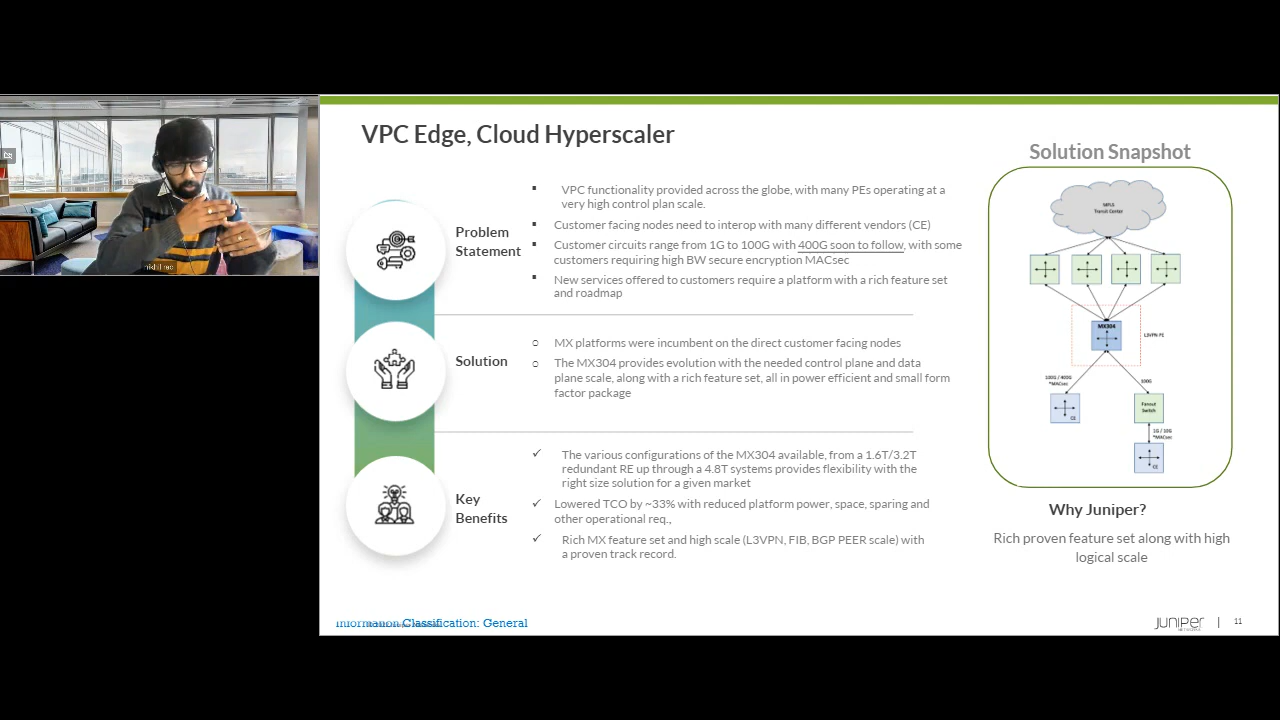 VPC Edge, Cloud Hyperscaler
Problem
Statement
VPC functionality provided across the globe, with many PEs operating at a
very high control plan scale.
Customer facing nodes need to interop with many different vendors (CE)
Customer circuits range from 1G to 100G with 400G soon to follow, with some
customers requiring high BW secure encryption MACsec
New services offered to customers require a platform with a rich feature set
and roadmap
Solution
MX platforms were incumbent on the direct customer facing nodes
The MX304 provides evolution with the needed control plane and data
plane scale, along with a rich feature set, all in power efficient and small form
factor package
Key
Benefits
The various configurations of the MX304 available, from a 1.6T/3.2T
redundant RE up through a 4.8T systems provides flexibility with the
right size solution for a given market
Lowered TCO by ~33% with reduced platform power, space, sparing and
other operational req.,
Rich MX feature set and high scale (L3VPN, FIB, BGP PEER scale) with
a proven track record.
Solution Snapshot
MPLS
Transit Center
MX304
L3VPN PE
100G / 400G
*MACsec
100G
CE
Fanout
Switch
1G / 10G
*MACsec
CE
Why Juniper?
Rich proven feature set along with high
logical scale
Information Classification: General
JUNIPER
NETWORKS
| 11
nikhil rao